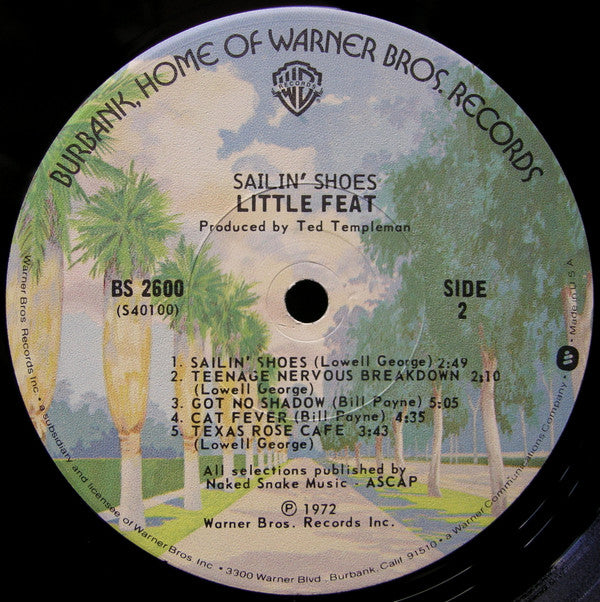 BURBANK, HOME OF WARNER BROS. RECORDS
WB
RECORDS
SAILIN' SHOES
LITTLE FEAT
Produced by Ted Templeman
BS 2600
(S40100)
SIDE
2
1. SAILIN' SHOES (Lowell George) 2:49
2. TEENAGE NERVOUS BREAKDOWN 2:10
(Lowell George)
3. GOT NO SHADOW (Bill Payne) 5:05
4. CAT FEVER (Bill Payne) 4:35
5. TEXAS ROSE CAFE 3:43
(Lowell George)
All selections published by
Naked Snake Music - ASCAP
℗ 1972
Warner Bros. Records Inc.
Warner Bros Records Inc. • a subsidiary and licensee of Warner Bros Inc • 3300 Warner Blvd., Burbank, Calif. 91510 • a Warner Communications Company • Made in U S A